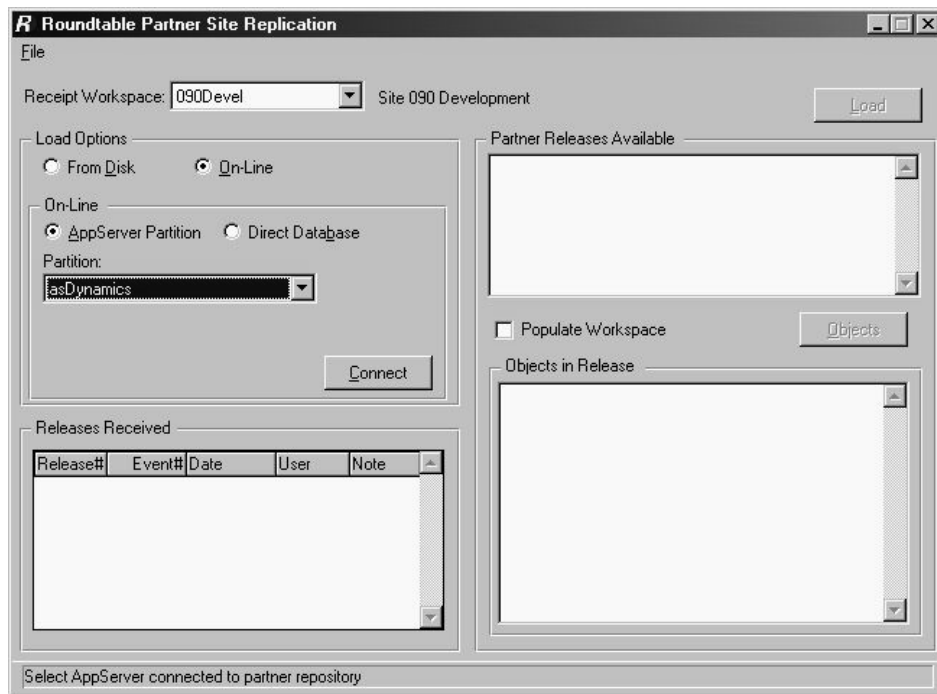 R Roundtable Partner Site Replication
File
Receipt Workspace: 090Devel Site 090 Development
Load
Load Options
From Disk On-Line
On-Line
AppServer Partition Direct Database
Partition:
asDynamics
Connect
Releases Received
Release# Event# Date User Note
Partner Releases Available
Populate Workspace Objects
Objects in Release
Select AppServer connected to partner repository